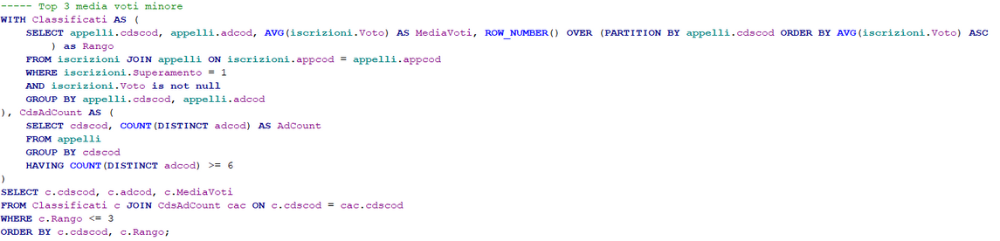 ----- Top 3 media voti minore
WITH Classificati AS (
SELECT appelli.cdscod, appelli.adcod, AVG(iscrizioni.Voto) AS MediaVoti, ROW_NUMBER() OVER (PARTITION BY appelli.cdscod ORDER BY AVG(iscrizioni.Voto) ASC
) as Rango
FROM iscrizioni JOIN appelli ON iscrizioni.appcod = appelli.appcod
WHERE iscrizioni.Superamento = 1
AND iscrizioni.Voto is not null
GROUP BY appelli.cdscod, appelli.adcod
), CdsAdCount AS (
SELECT cdscod, COUNT(DISTINCT adcod) AS AdCount
FROM appelli
GROUP BY cdscod
HAVING COUNT(DISTINCT adcod) >= 6
)
SELECT c.cdscod, c.adcod, c.MediaVoti
FROM Classificati c JOIN CdsAdCount cac ON c.cdscod = cac.cdscod
WHERE c.Rango <= 3
ORDER BY c.cdscod, c.Rango;